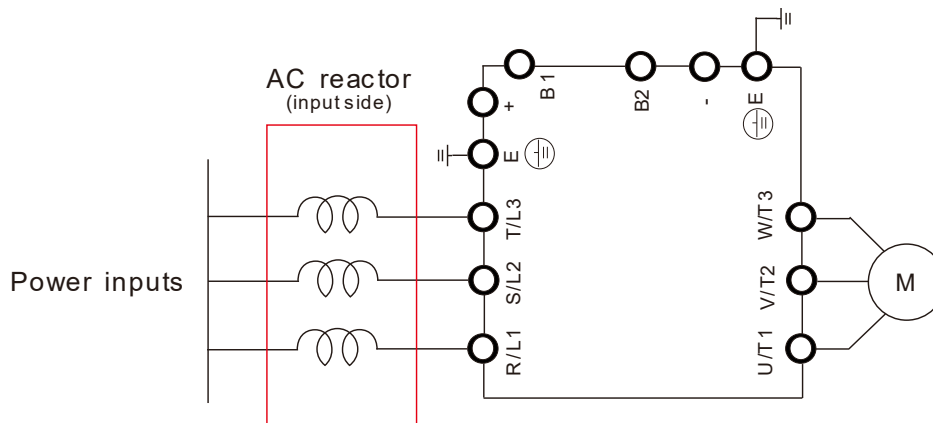 AC reactor
(input side)
Power inputs
+
B1
B2
-
E
E
T/L3
S/L2
R/L1
W/T3
V/T2
U/T1
M